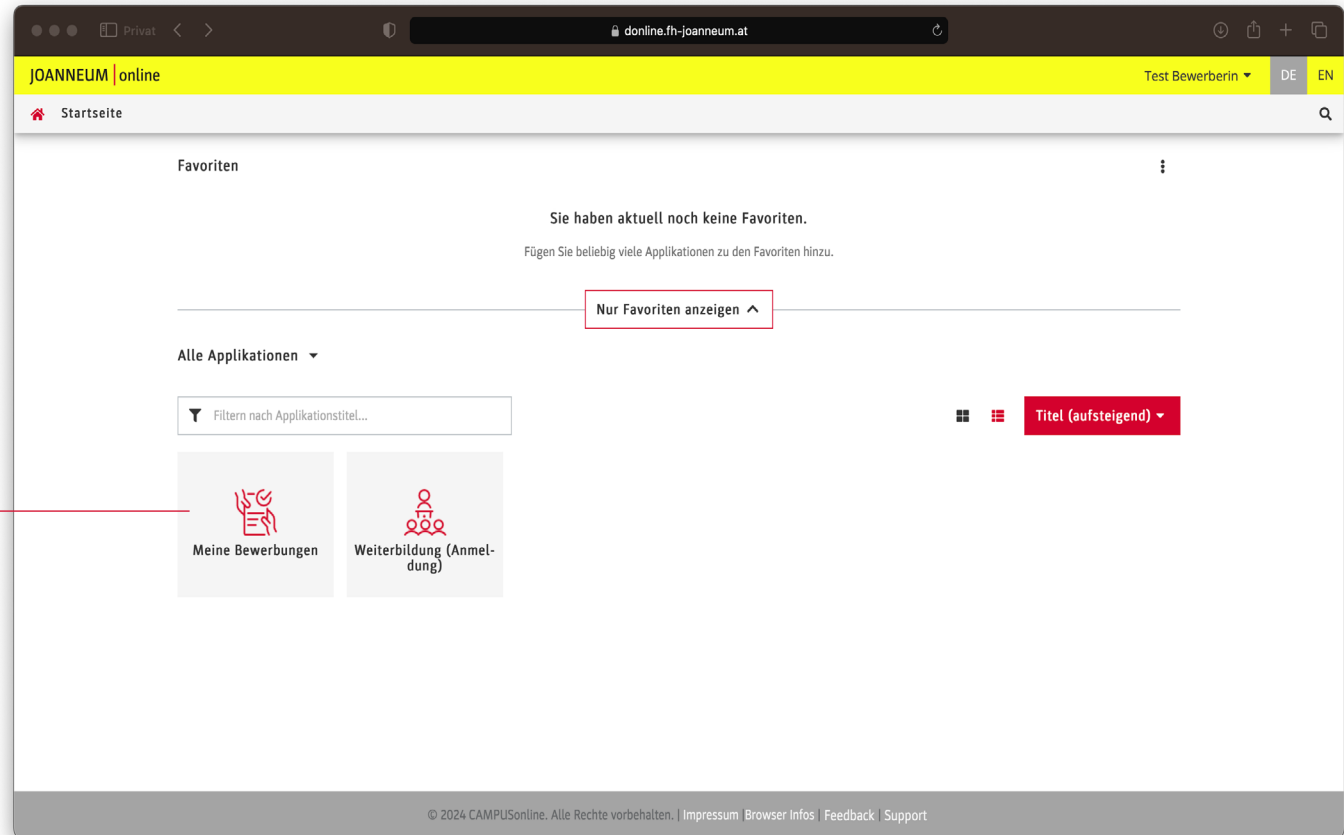 Privat
donline.fh-joanneum.at
JOANNEUM online
Test Bewerberin
DE
EN
Startseite
Favoriten
Sie haben aktuell noch keine Favoriten.
Fügen Sie beliebig viele Applikationen zu den Favoriten hinzu.
Nur Favoriten anzeigen
Alle Applikationen
Filtern nach Applikationstitel...
Titel (aufsteigend)
Meine Bewerbungen
Weiterbildung (Anmel-
dung)
© 2024 CAMPUSonline. Alle Rechte vorbehalten. | Impressum |Browser Infos | Feedback | Support